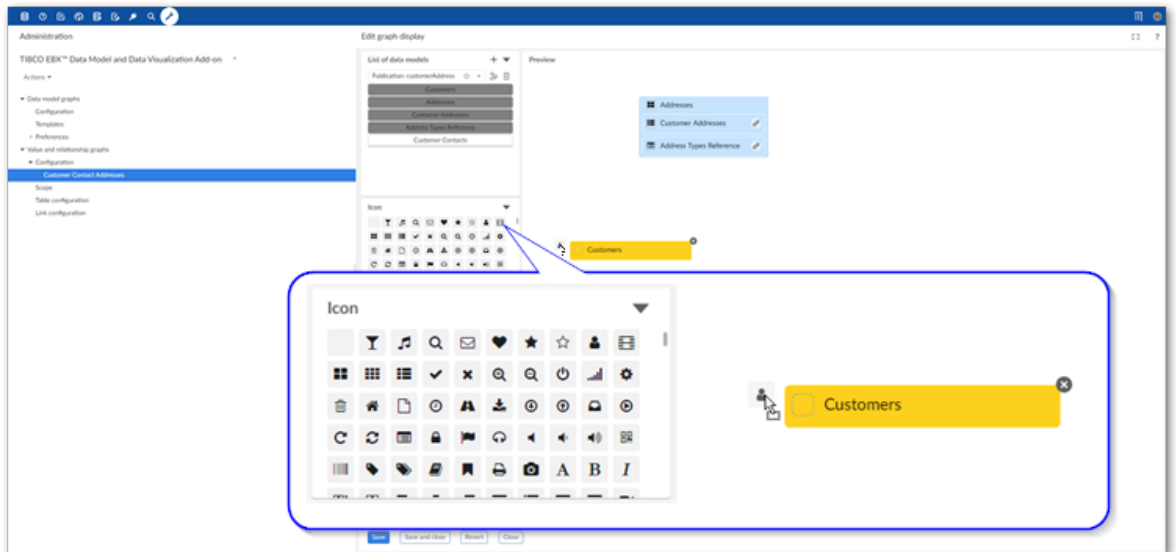 Administration
TIBCO EBX™ Data Model and Data Visualization Add-on
Actions
Data model graphs
Configuration
Templates
Preferences
Value and relationship graphs
Configuration
Customer Contact Addresses
Scope
Table configuration
Link configuration
Edit graph display
?
List of data models
Publication: customerAddress
Customers
Addresses
Customer Addresses
Address Types Reference
Customer Contacts
Icon
Preview
Addresses
Customer Addresses
Address Types Reference
Customers
Icon
A B I
Customers
Save
Save and close
Revert
Close